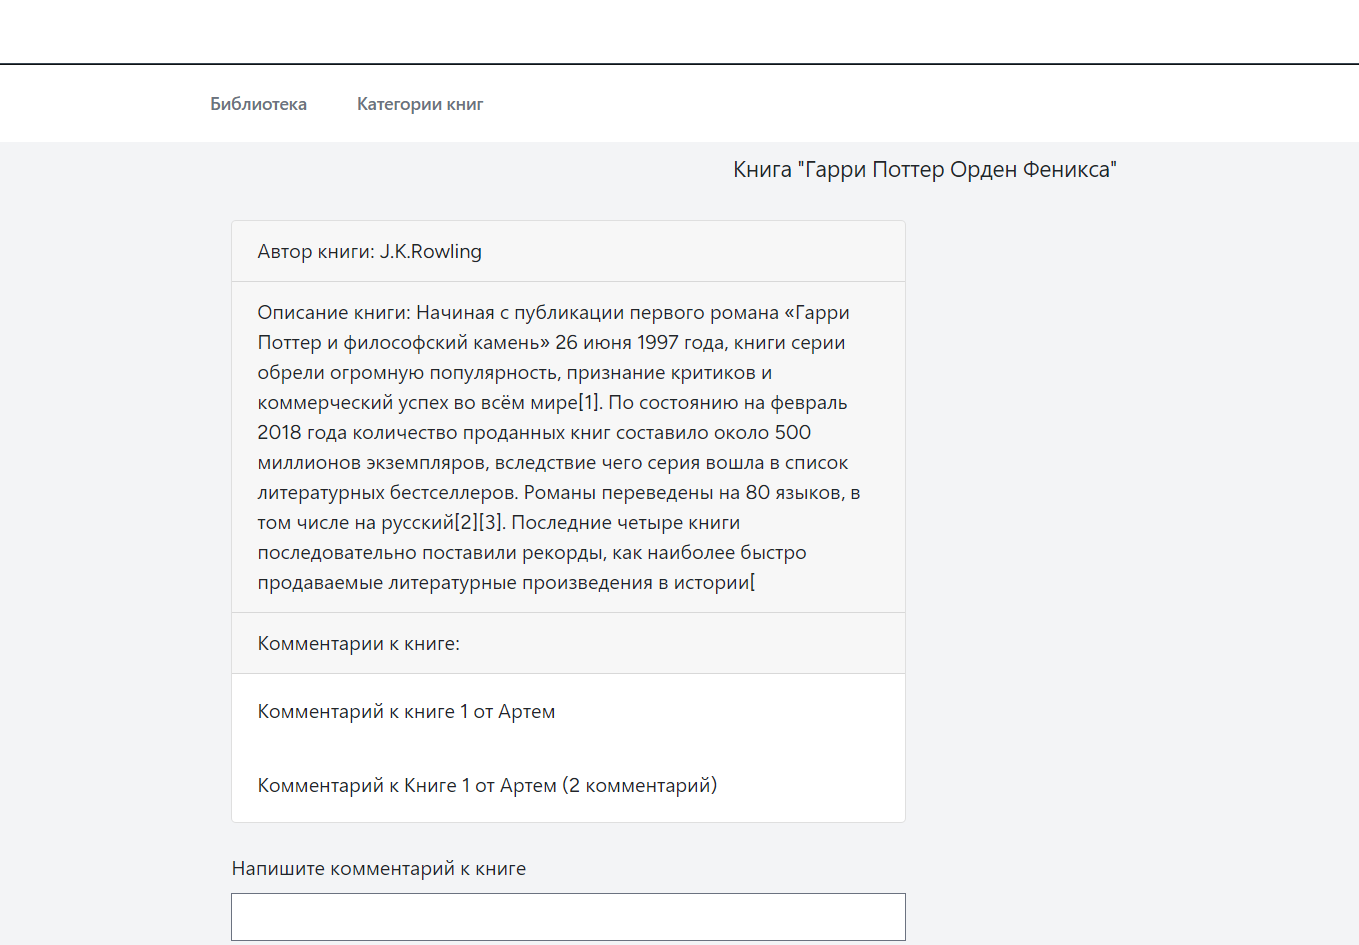 Библиотека Категории книг
Книга "Гарри Поттер Орден Феникса"
Автор книги: J.K.Rowling
Описание книги: Начиная с публикации первого романа «Гарри
Поттер и философский камень» 26 июня 1997 года, книги серии
обрели огромную популярность, признание критиков и
коммерческий успех во всём мире[1]. По состоянию на февраль
2018 года количество проданных книг составило около 500
миллионов экземпляров, вследствие чего серия вошла в список
литературных бестселлеров. Романы переведены на 80 языков, в
том числе на русский[2][3]. Последние четыре книги
последовательно поставили рекорды, как наиболее быстро
продаваемые литературные произведения в истории[
Комментарии к книге:
Комментарий к книге 1 от Артем
Комментарий к Книге 1 от Артем (2 комментарий)
Напишите комментарий к книге